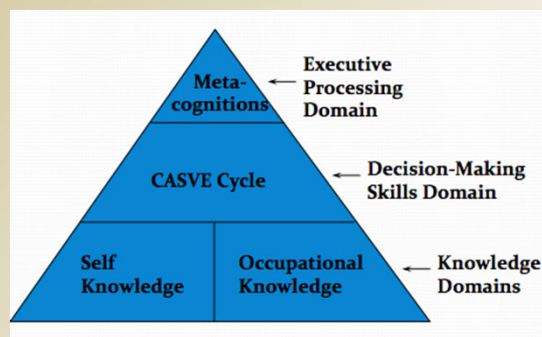 Meta-
cognitions
Executive
Processing
Domain
CASVE Cycle
Decision-Making
Skills Domain
Self
Knowledge
Occupational
Knowledge
Knowledge
Domains